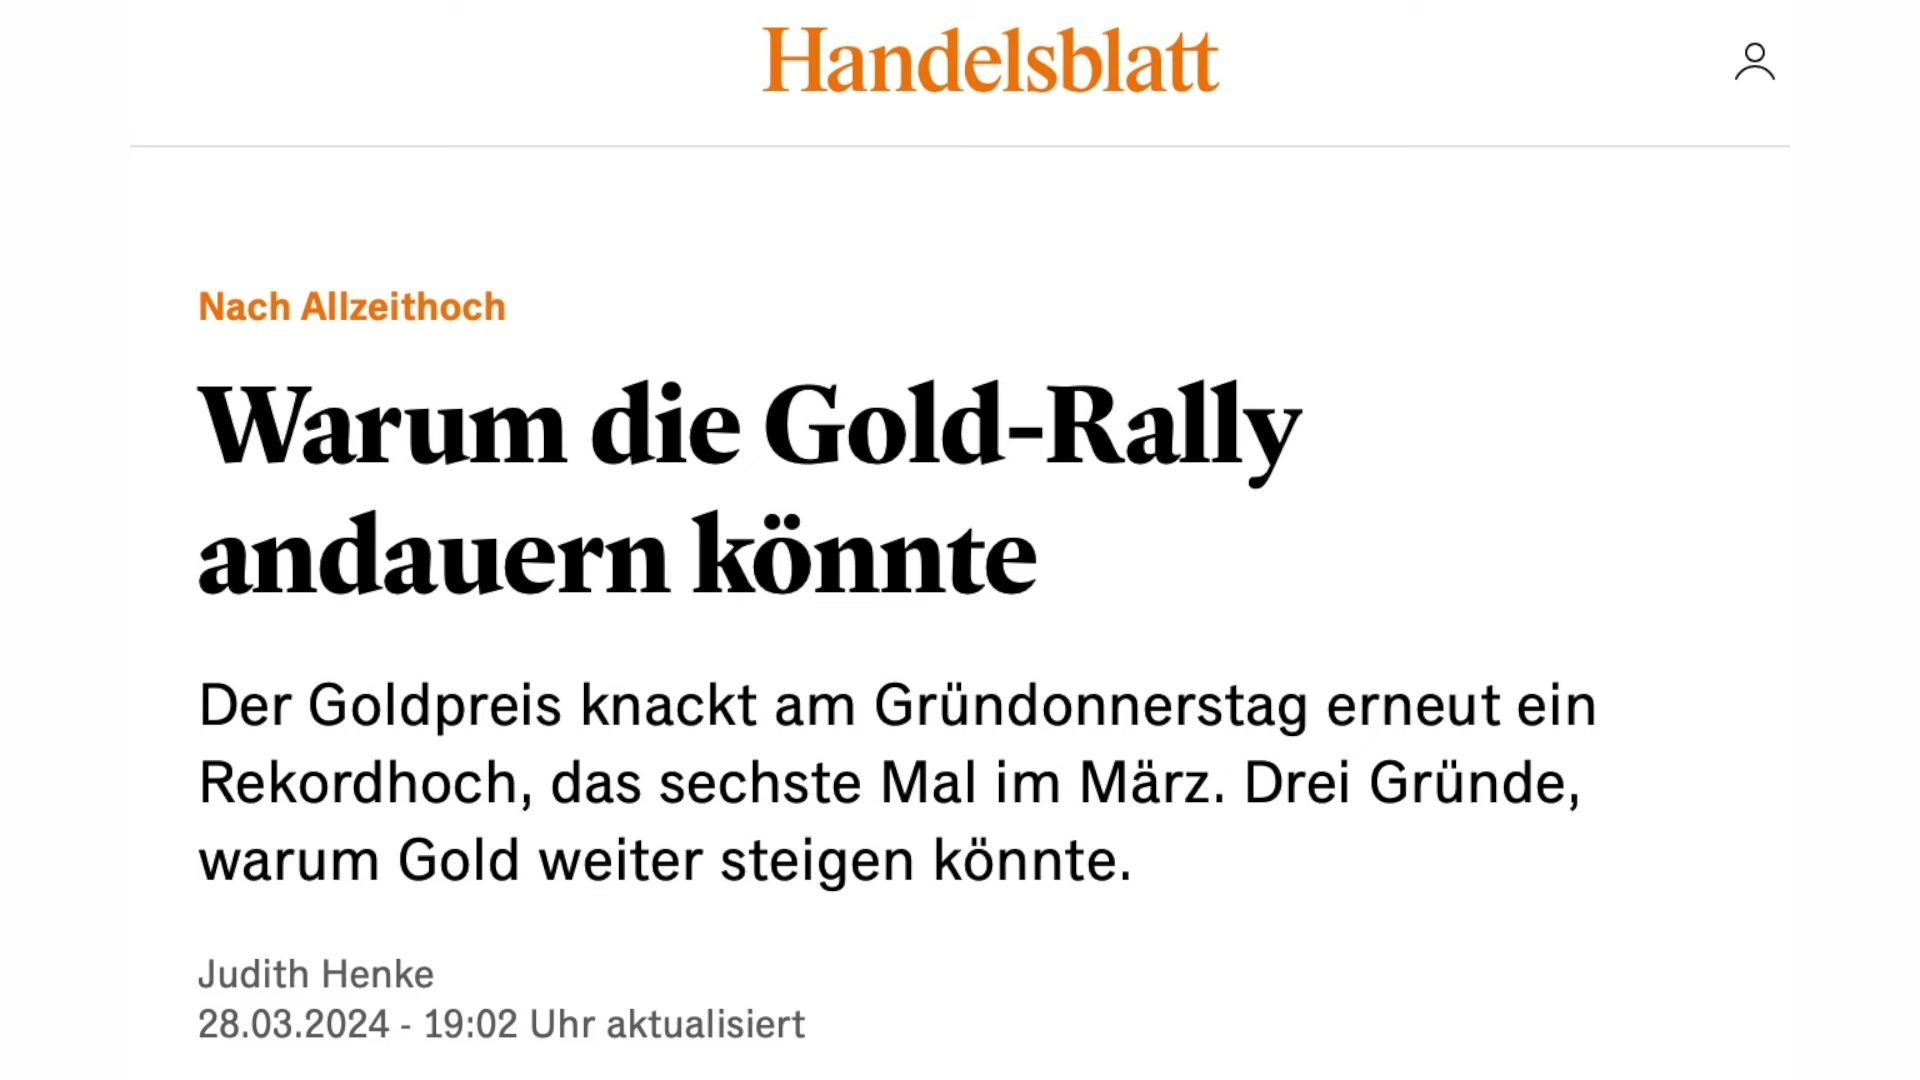 Handelsblatt
Nach Allzeithoch
Warum die Gold-Rally
andauern könnte
Der Goldpreis knackt am Gründonnerstag erneut ein
Rekordhoch, das sechste Mal im März. Drei Gründe,
warum Gold weiter steigen könnte.
Judith Henke
28.03.2024 - 19:02 Uhr aktualisiert